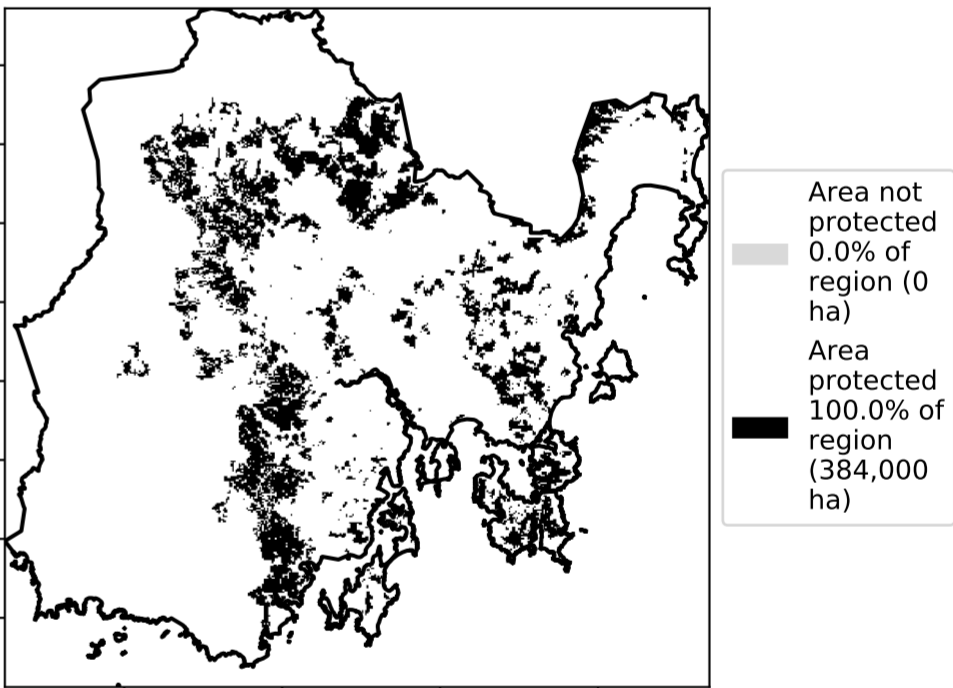 Area not
protected
0.0% of
region (0
ha)
Area
protected
100.0% of
region
(384,000
ha)